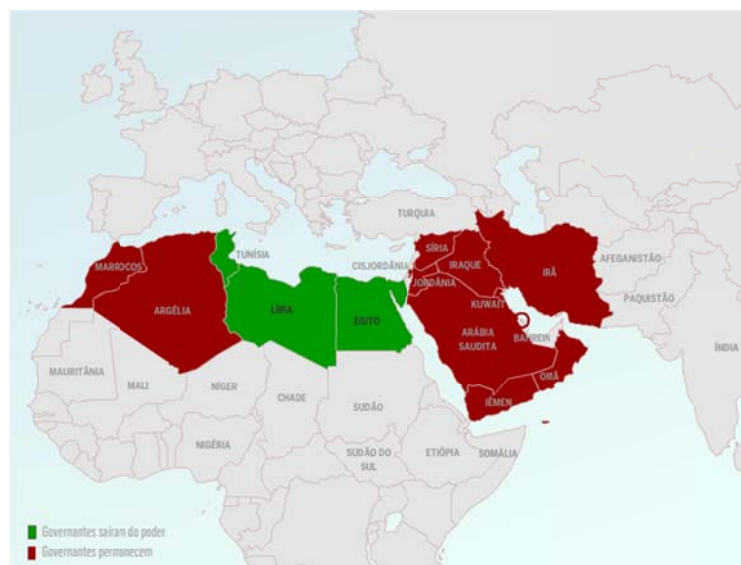 TURQUIA
TUNÍSIA
CISJORDÂNIA
SÍRIA
IRAQUE
IRÃ
AFEGANISTÃO
MARROCOS
JORDÂNIA
PAQUISTÃO
KUWAIT
ARGÉLIA
LÍBIA
EGITO
ARÁBIA
SAUDITA
BAHREIN
ÍNDIA
MAURITÂNIA
MALI
NÍGER
CHADE
SUDÃO
OMÃ
IÊMEN
NIGÉRIA
SUDÃO DO
SUL
ETIÓPIA
SOMÁLIA
Governantes saíram do poder
Governantes permanecem